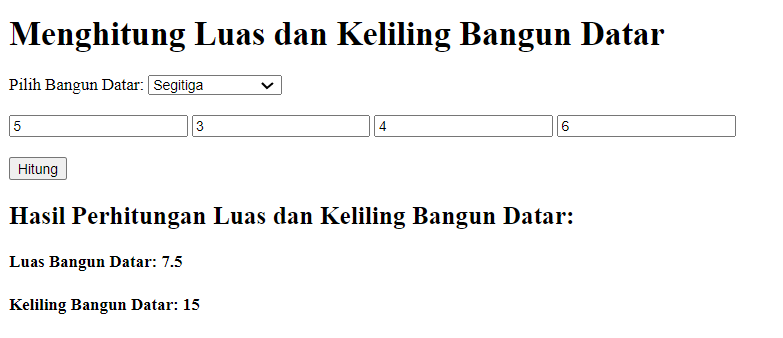 Menghitung Luas dan Keliling Bangun Datar
Pilih Bangun Datar: Segitiga
5 3 4 6
Hitung
Hasil Perhitungan Luas dan Keliling Bangun Datar:
Luas Bangun Datar: 7.5
Keliling Bangun Datar: 15